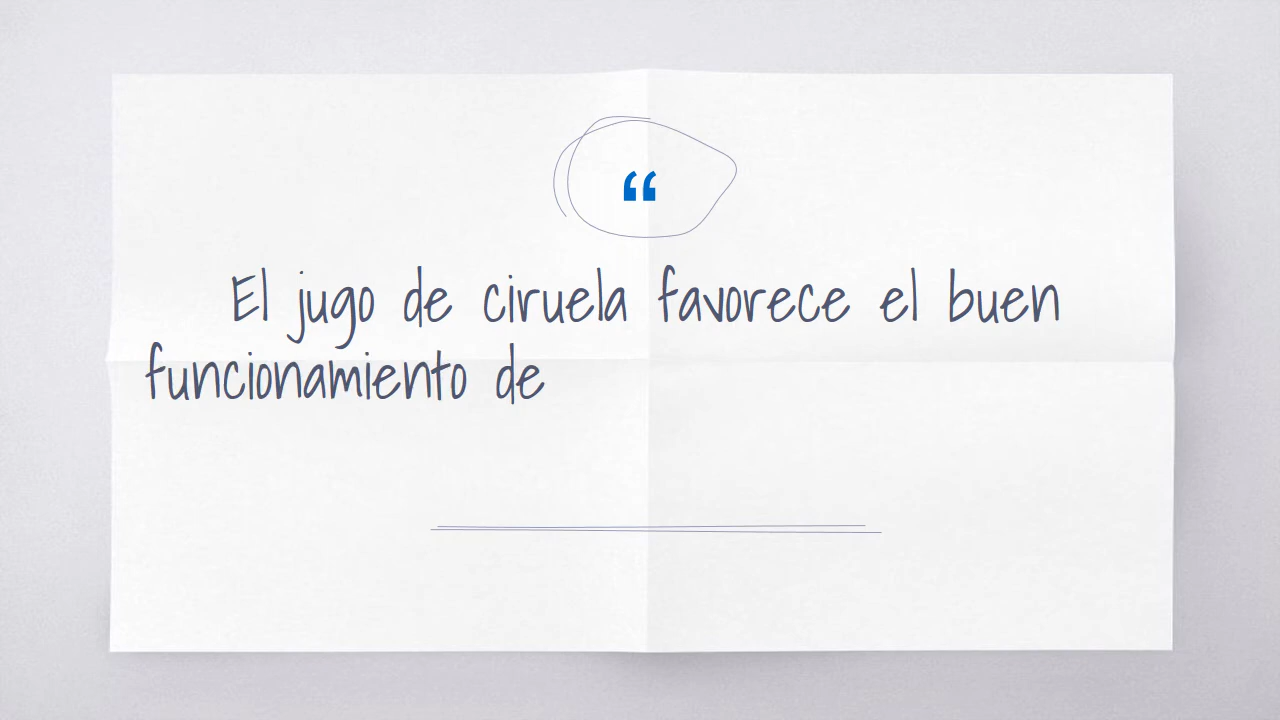 “
El jugo de ciruela favorece el buen
funcionamiento de